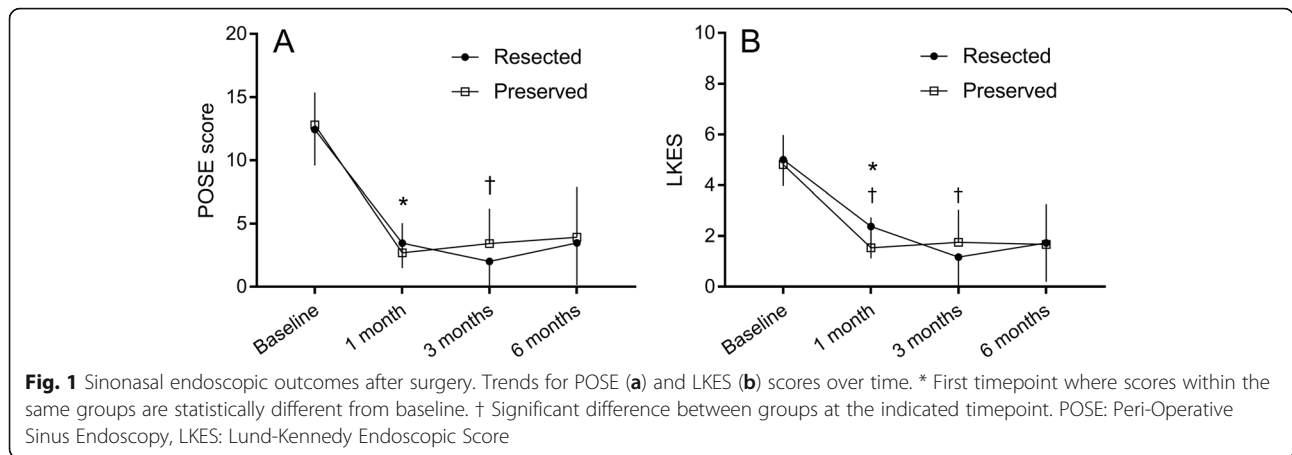 A
20
15
10
5
0
POSE score
Resected
Preserved
*
†
Baseline
1 month
3 months
6 months
B
10
8
6
4
2
0
LKES
Resected
Preserved
*
†
†
Baseline
1 month
3 months
6 months
Fig. 1 Sinonasal endoscopic outcomes after surgery. Trends for POSE (a) and LKES (b) scores over time. * First timepoint where scores within the
same groups are statistically different from baseline. † Significant difference between groups at the indicated timepoint. POSE: Peri-Operative
Sinus Endoscopy, LKES: Lund-Kennedy Endoscopic Score